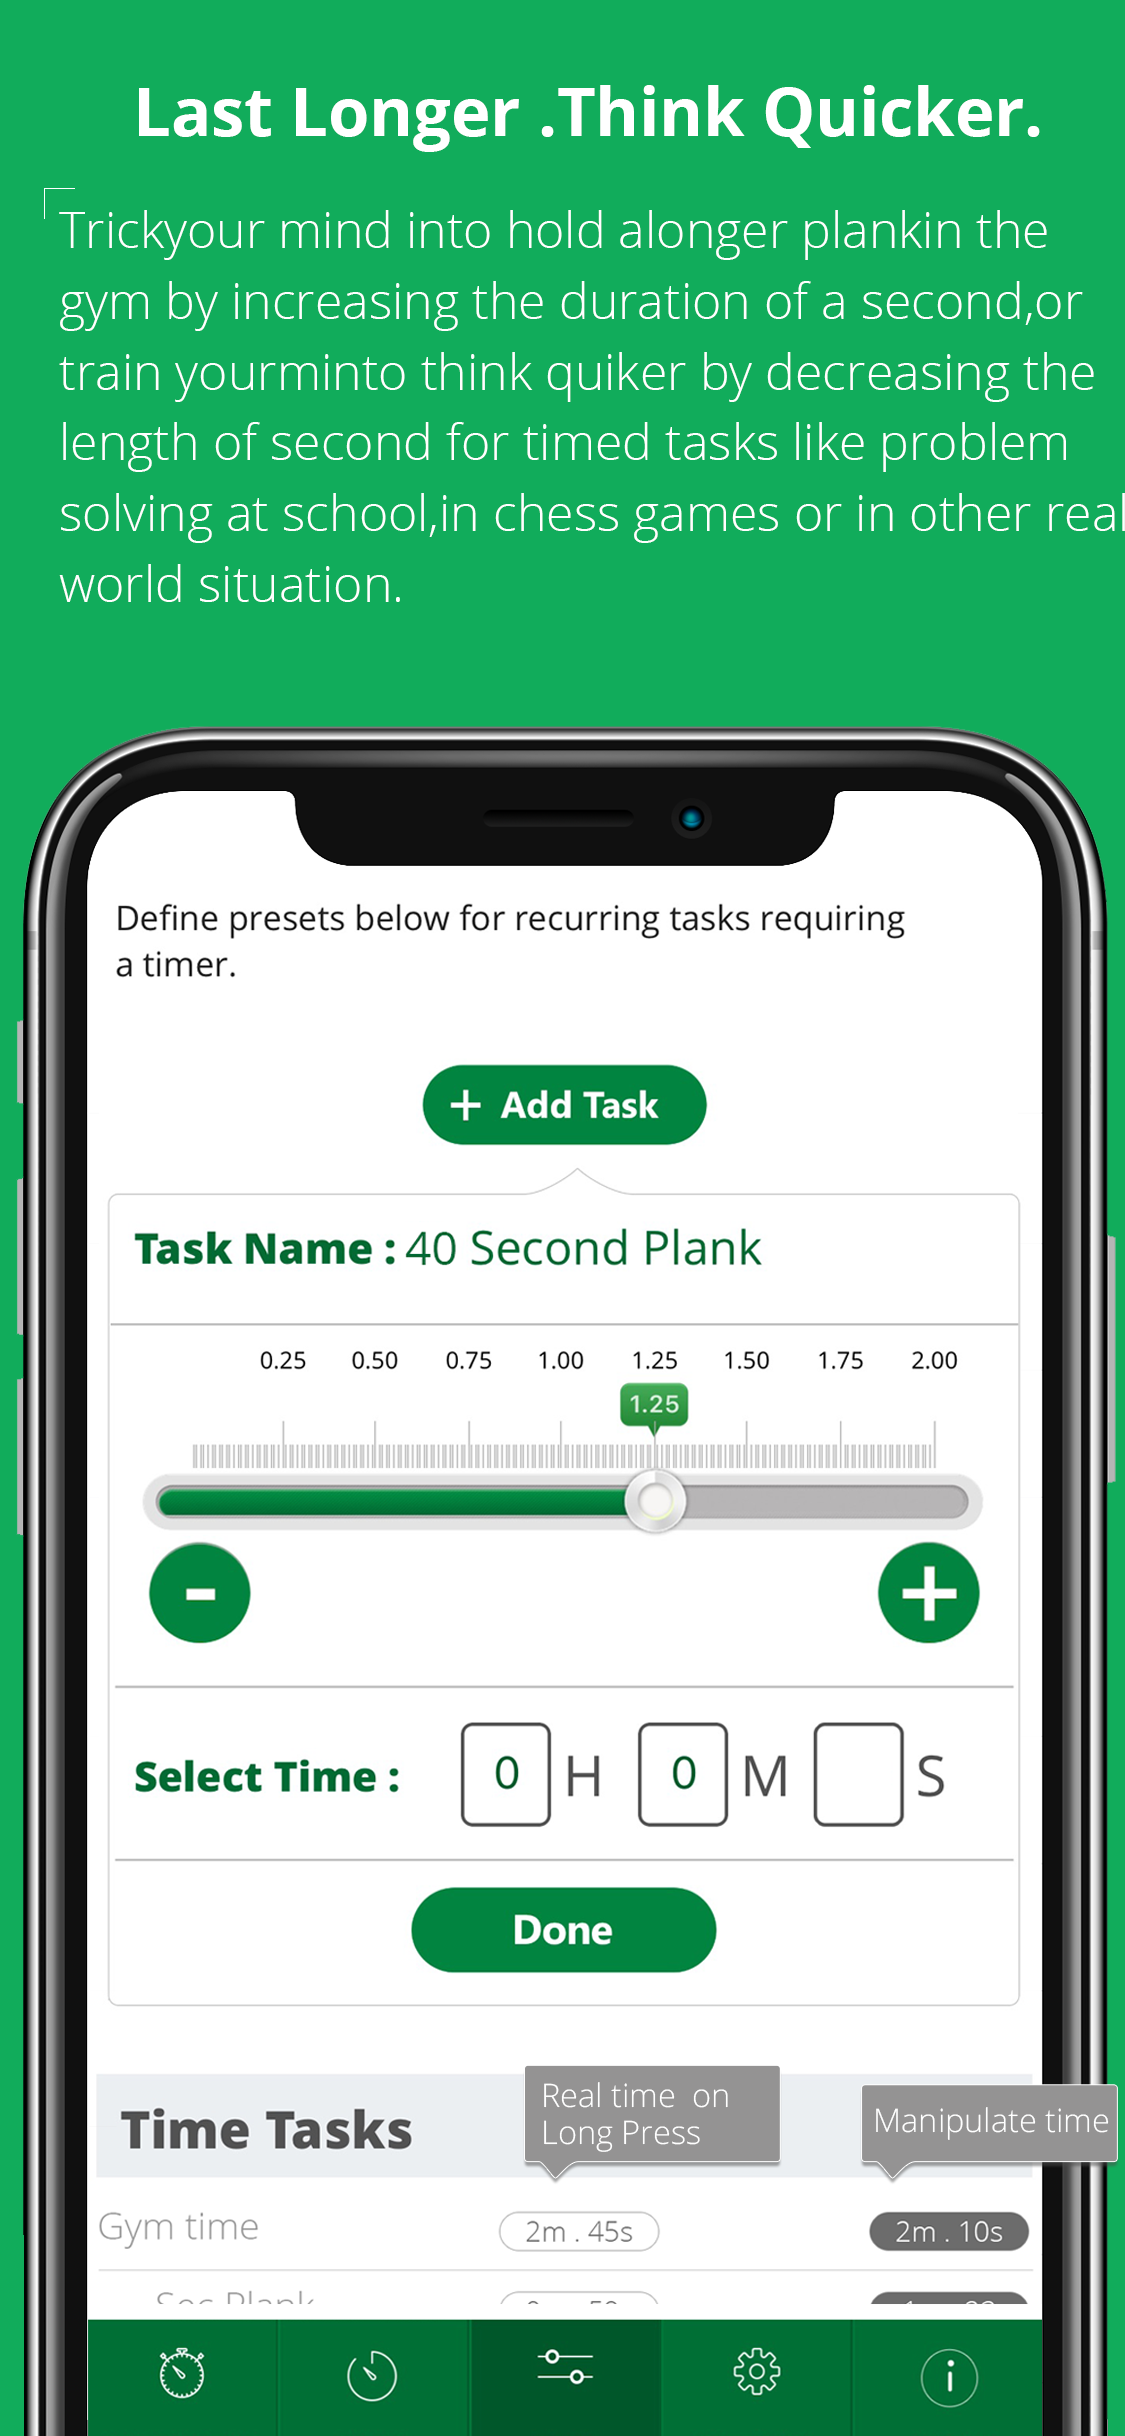 Last Longer .Think Quicker.
Trickyour mind into hold alonger plankin the
gym by increasing the duration of a second,or
train yourminto think quiker by decreasing the
length of second for timed tasks like problem
solving at school,in chess games or in other real
world situation.
Define presets below for recurring tasks requiring
a timer.
+ Add Task
Task Name : 40 Second Plank
0.25 0.50 0.75 1.00 1.25 1.50 1.75 2.00
1.25
- +
Select Time : 0 H 0 M S
Done
Real time on
Long Press
Manipulate time
Time Tasks
Gym time 2m . 45s 2m . 10s
Sec Plank